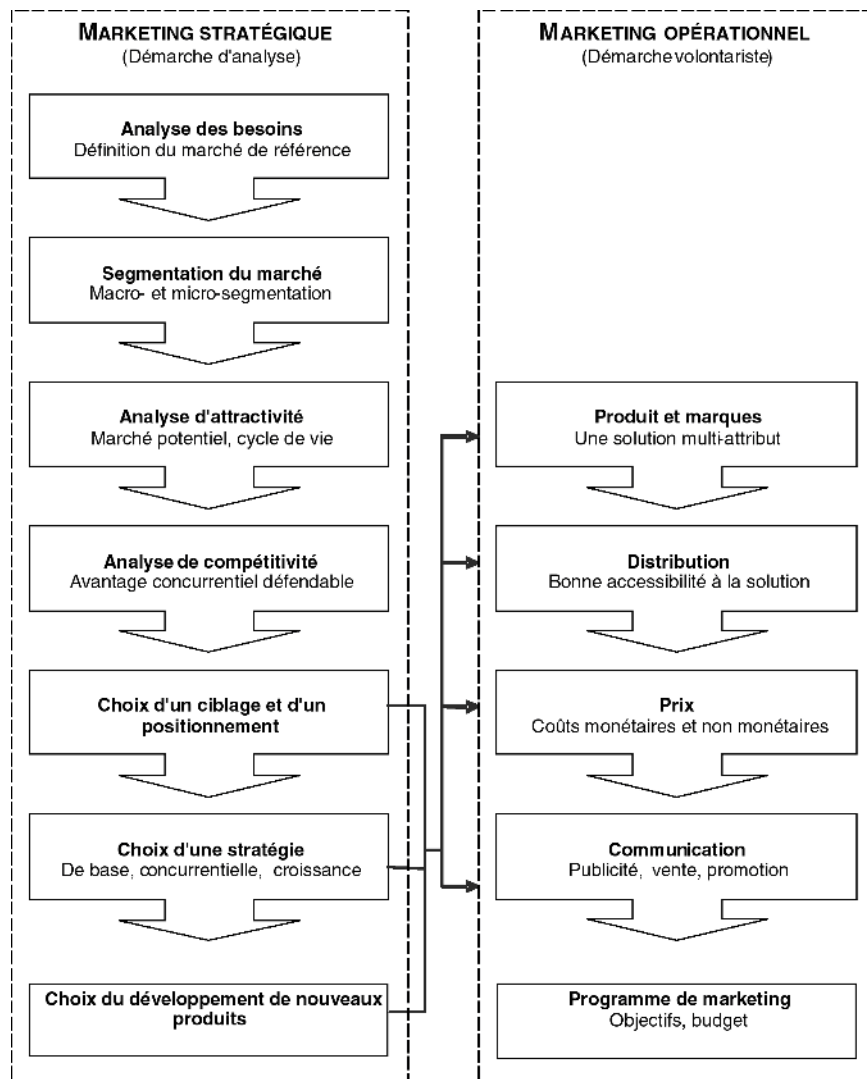 MARKETING STRATÉGIQUE
(Démarche d'analyse)
Analyse des besoins
Définition du marché de référence
Segmentation du marché
Macro- et micro-segmentation
Analyse d'attractivité
Marché potentiel, cycle de vie
Analyse de compétitivité
Avantage concurrentiel défendable
Choix d'un ciblage et d'un
positionnement
Choix d'une stratégie
De base, concurrentielle, croissance
Choix du développement de nouveaux
produits
MARKETING OPÉRATIONNEL
(Démarche volontariste)
Produit et marques
Une solution multi-attribut
Distribution
Bonne accessibilité à la solution
Prix
Coûts monétaires et non monétaires
Communication
Publicité, vente, promotion
Programme de marketing
Objectifs, budget